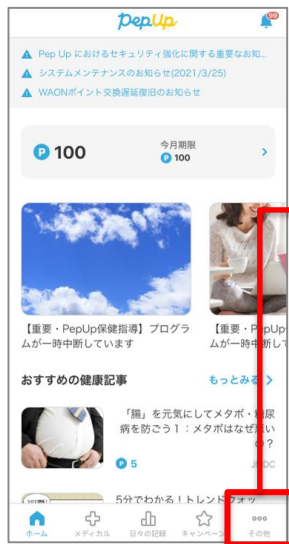 PepUp
99
Pep Up におけるセキュリティ強化に関する重要なお知...
システムメンテナンスのお知らせ(2021/3/25)
WAONポイント交換遅延復旧のお知らせ
P 100
今月期限
P 100
【重要・PepUp保健指導】プログラ
ムが一時中断しています
【重要・PepUp
ムが一時中断し
おすすめの健康記事
もっとみる
「腸」を元気にしてメタボ・糖尿
病を防ごう1：メタボはなぜ悪い
の？
P 5
5分でわかる！トレンドウォッ
ホーム
メディカル
日々の記録
キャンペーン
その他